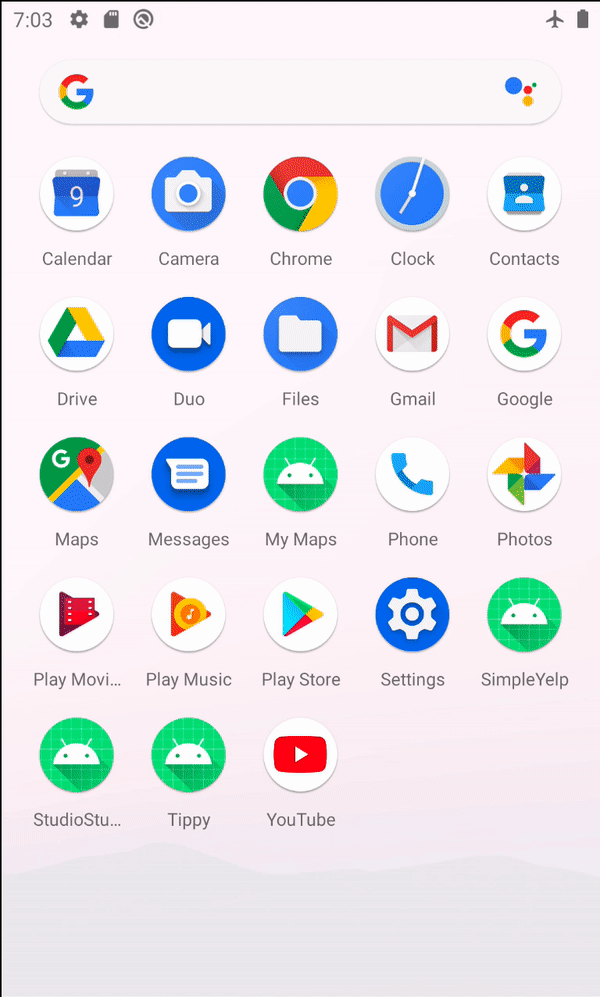 7:03
G
9
Calendar Camera Chrome Clock Contacts
G
Drive Duo Files Gmail Google
G
Maps Messages My Maps Phone Photos
Play Movi... Play Music Play Store Settings SimpleYelp
StudioStu... Tippy YouTube